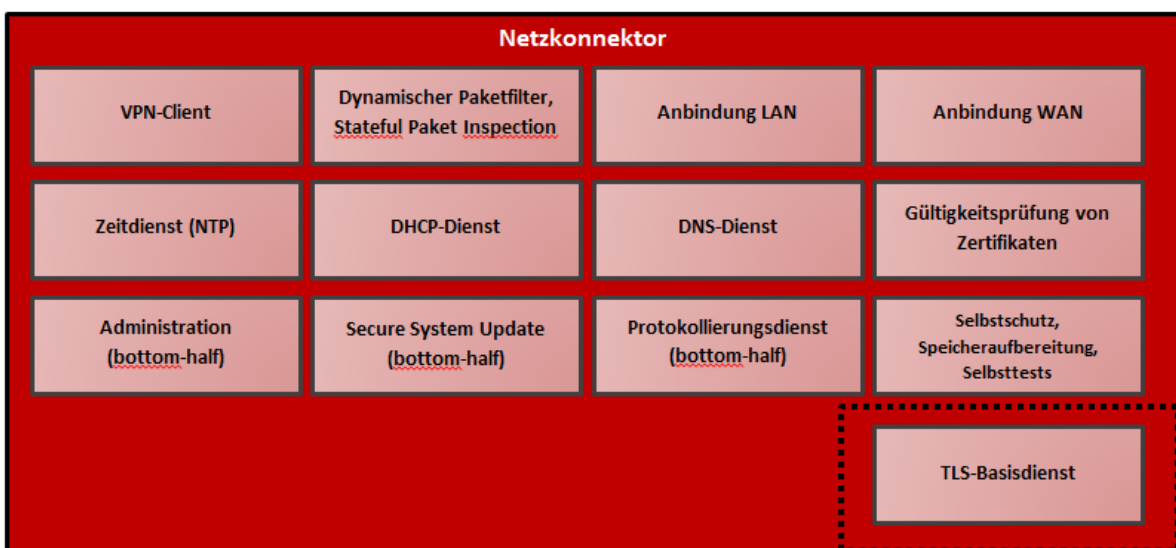 Netzkonnektor
VPN-Client
Dynamischer Paketfilter,
Stateful Paket Inspection
Anbindung LAN
Anbindung WAN
Zeitdienst (NTP)
DHCP-Dienst
DNS-Dienst
Gültigkeitsprüfung von
Zertifikaten
Administration
(bottom-half)
Secure System Update
(bottom-half)
Protokollierungsdienst
(bottom-half)
Selbstschutz,
Speicheraufbereitung,
Selbsttests
TLS-Basisdienst